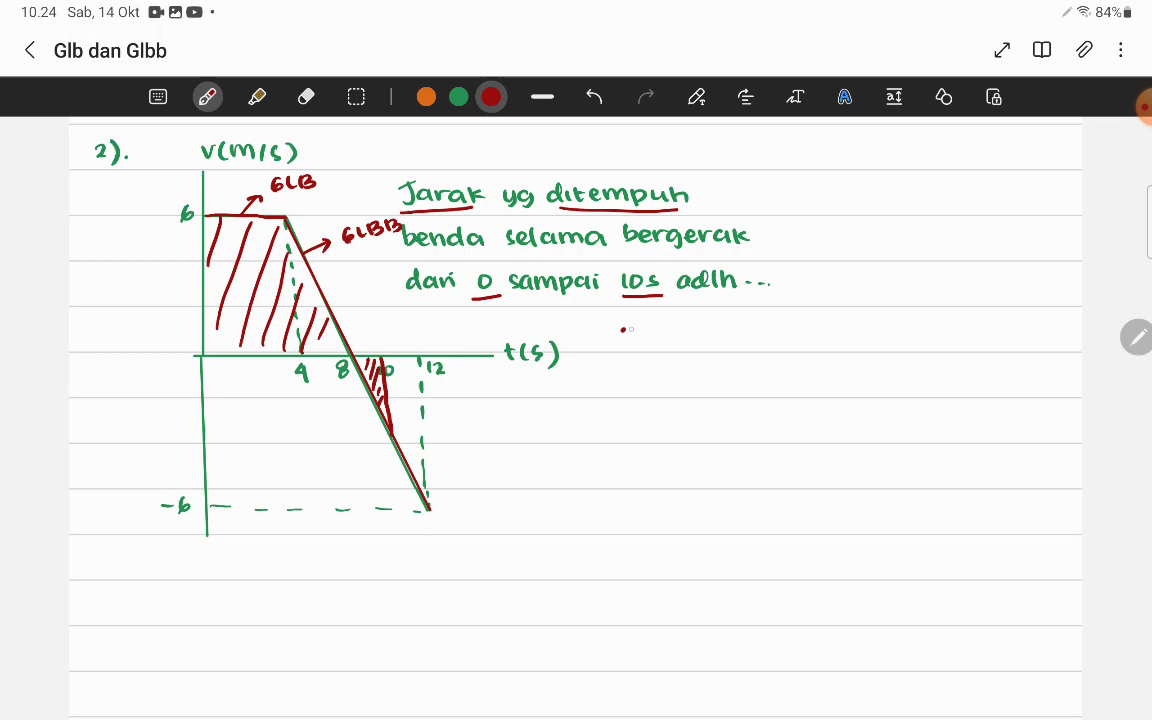 10.24 Sab, 14 Okt
84%
Glb dan Glbb
2).
v(m/s)
GLB
6
GLBB
Jarak yg ditempuh
benda selama bergerak
dari 0 sampai 10s adlh ...
t(s)
4
8
10
12
-6